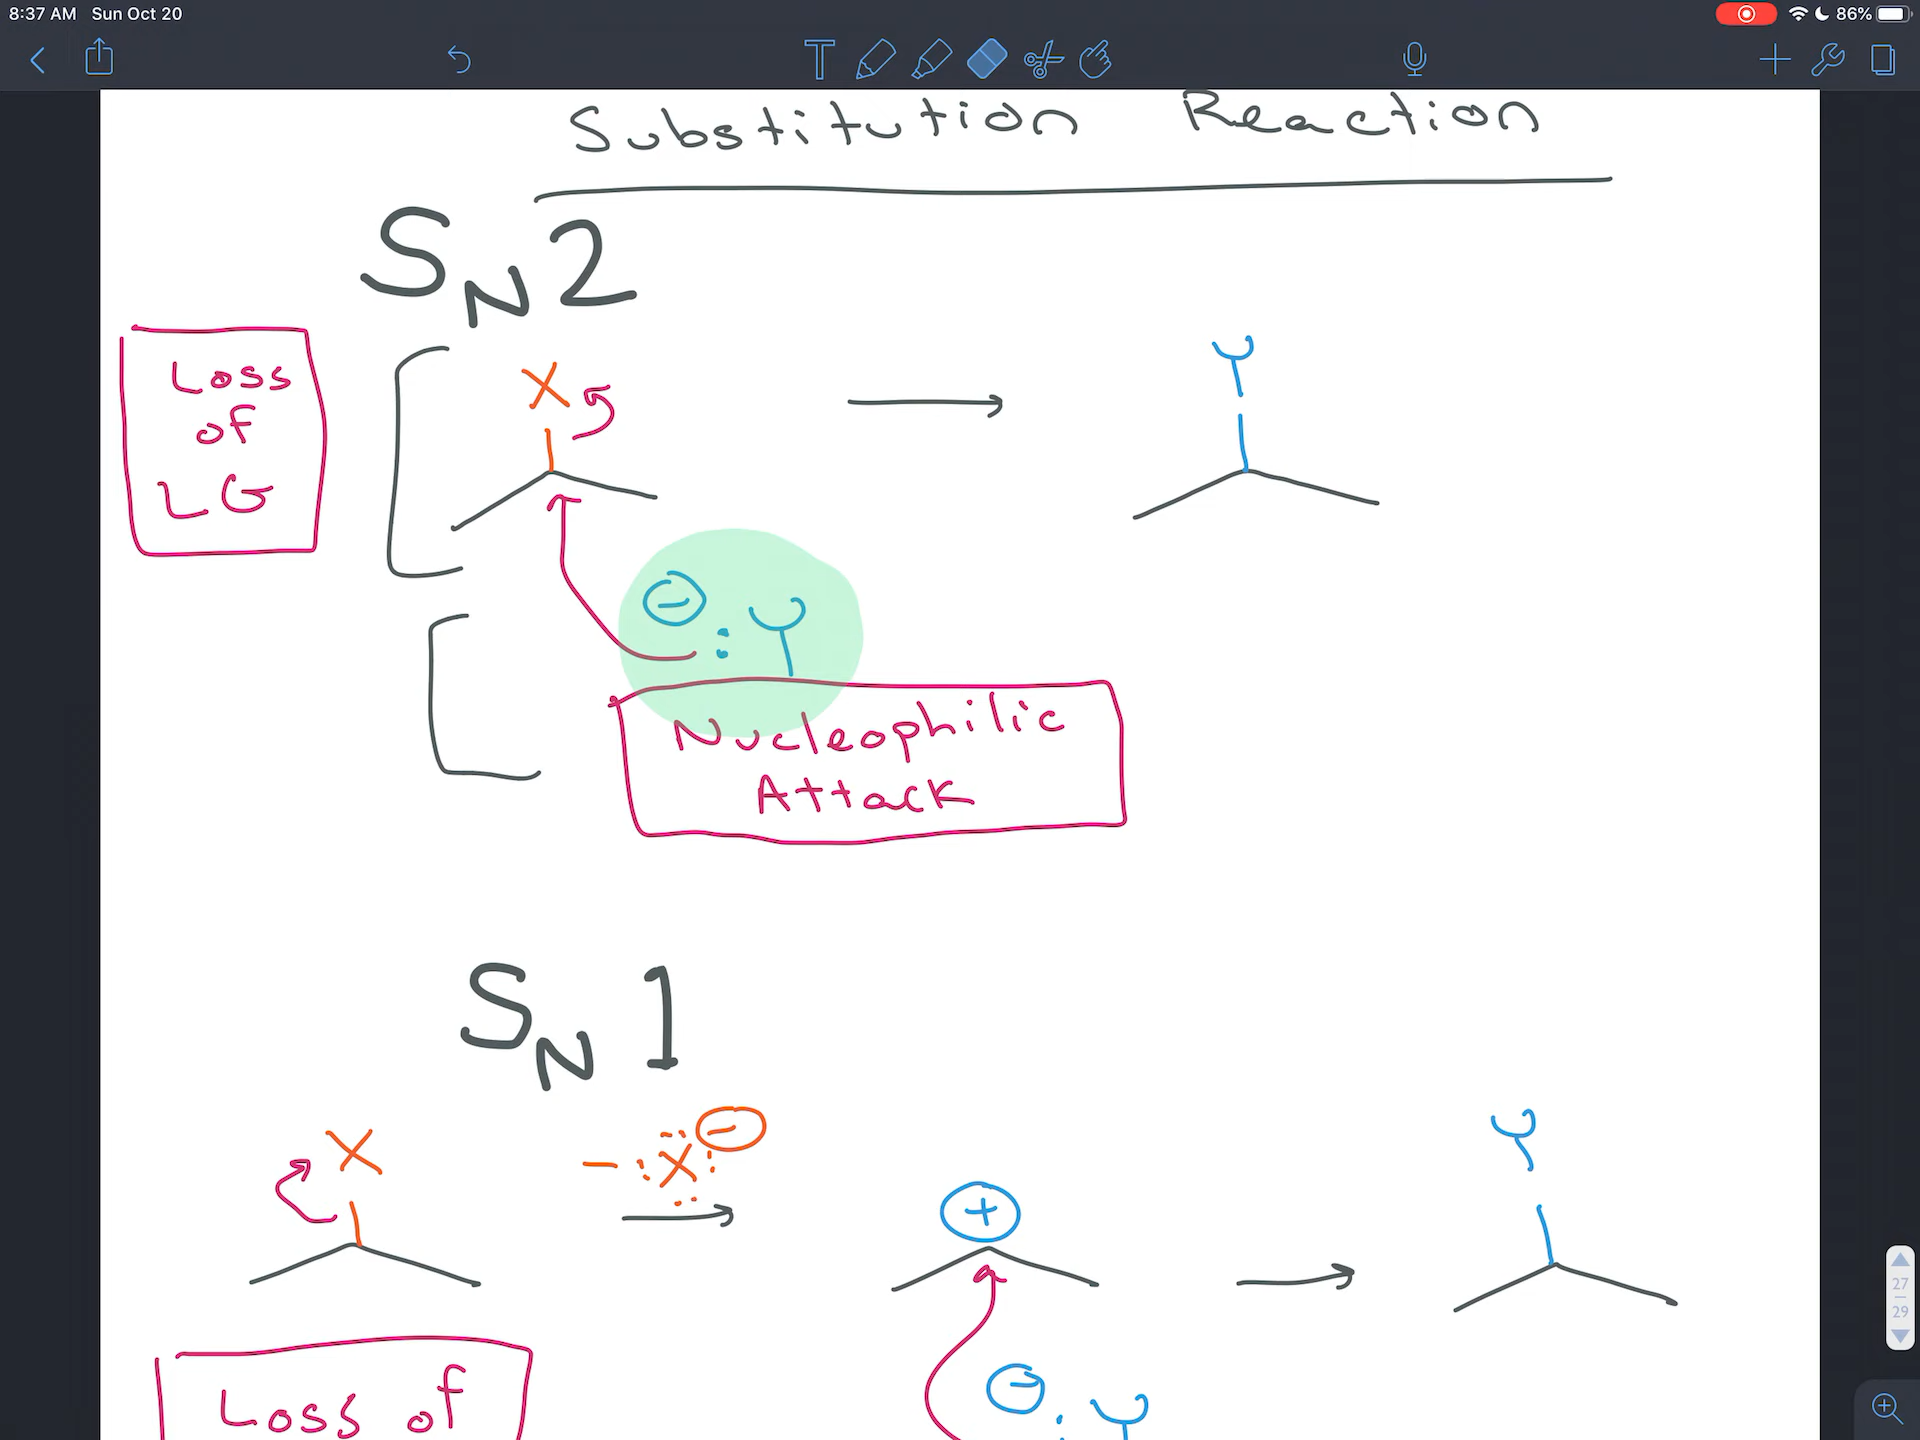 8:37 AM Sun Oct 20
86%
T
Substitution Reaction
SN2
Loss
of
LG
X
Y
− : Y
Nucleophilic
Attack
SN1
X
− :X: −
+
Y
27
29
Loss of
− : Y